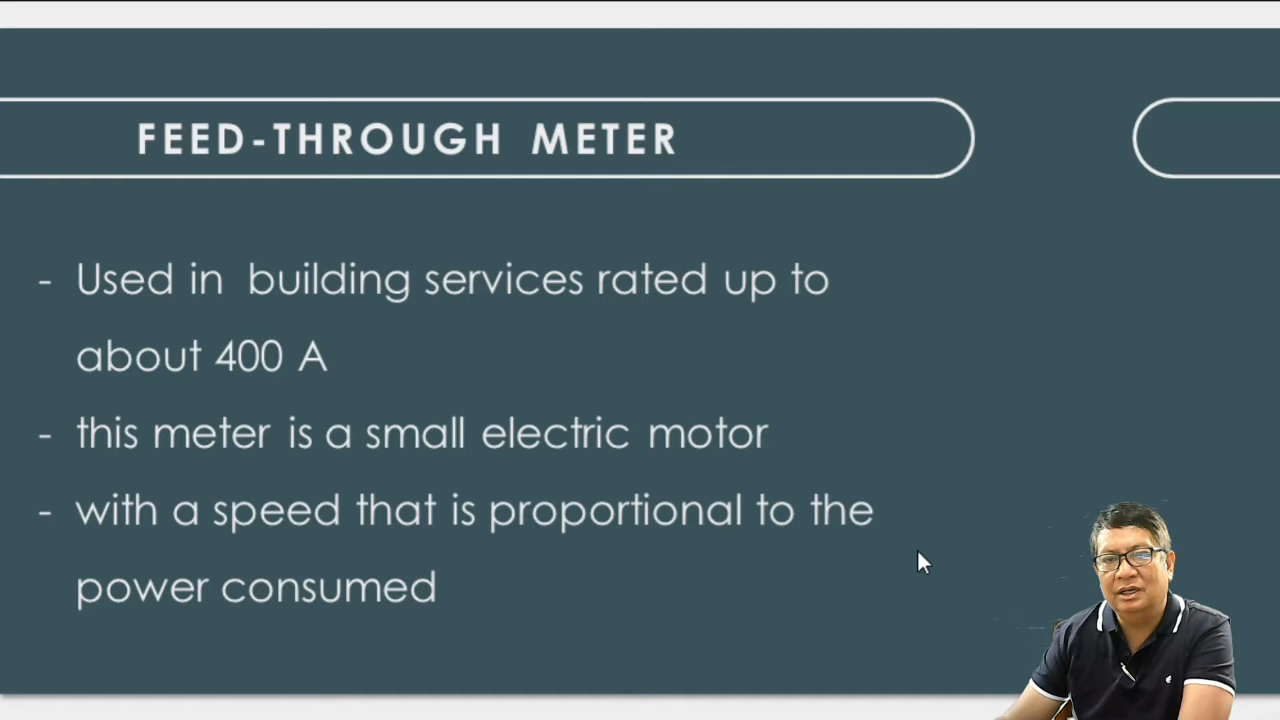 FEED-THROUGH METER
- Used in building services rated up to
about 400 A
- this meter is a small electric motor
- with a speed that is proportional to the
power consumed